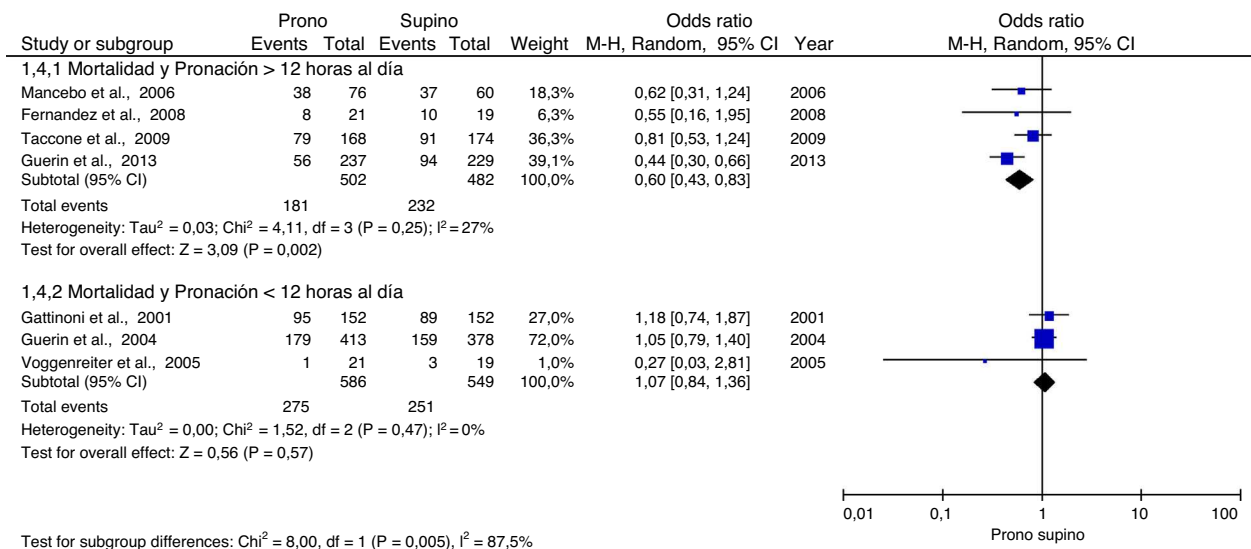 Prono Supino Odds ratio Odds ratio
Study or subgroup Events Total Events Total Weight M-H, Random, 95% CI Year M-H, Random, 95% CI
1,4,1 Mortalidad y Pronación > 12 horas al día
Mancebo et al., 2006 38 76 37 60 18,3% 0,62 [0,31, 1,24] 2006
Fernandez et al., 2008 8 21 10 19 6,3% 0,55 [0,16, 1,95] 2008
Taccone et al., 2009 79 168 91 174 36,3% 0,81 [0,53, 1,24] 2009
Guerin et al., 2013 56 237 94 229 39,1% 0,44 [0,30, 0,66] 2013
Subtotal (95% CI) 502 482 100,0% 0,60 [0,43, 0,83]
Total events 181 232
Heterogeneity: Tau² = 0,03; Chi² = 4,11, df = 3 (P = 0,25); I² = 27%
Test for overall effect: Z = 3,09 (P = 0,002)
1,4,2 Mortalidad y Pronación < 12 horas al día
Gattinoni et al., 2001 95 152 89 152 27,0% 1,18 [0,74, 1,87] 2001
Guerin et al., 2004 179 413 159 378 72,0% 1,05 [0,79, 1,40] 2004
Voggenreiter et al., 2005 1 21 3 19 1,0% 0,27 [0,03, 2,81] 2005
Subtotal (95% CI) 586 549 100,0% 1,07 [0,84, 1,36]
Total events 275 251
Heterogeneity: Tau² = 0,00; Chi² = 1,52, df = 2 (P = 0,47); I² = 0%
Test for overall effect: Z = 0,56 (P = 0,57)
0,01 0,1 1 10 100
Prono supino
Test for subgroup differences: Chi² = 8,00, df = 1 (P = 0,005), I² = 87,5%